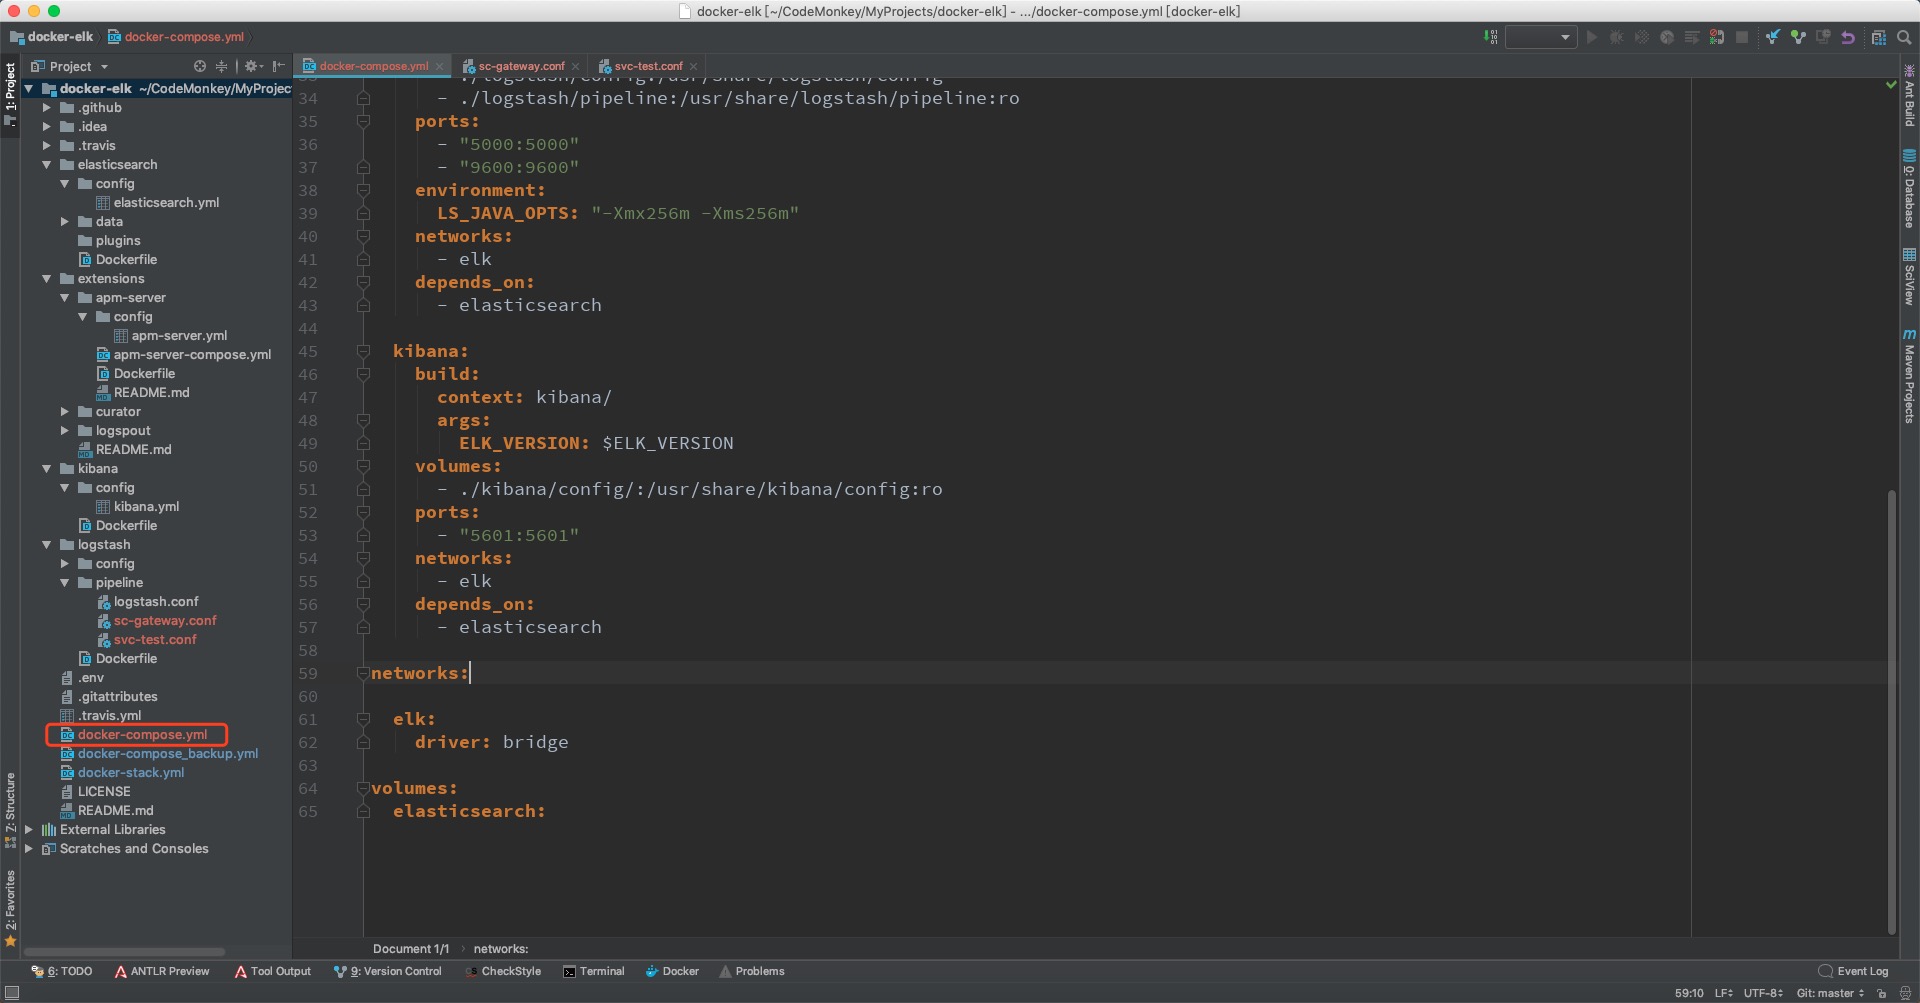 docker-elk [~/CodeMonkey/MyProjects/docker-elk] - .../docker-compose.yml [docker-elk]
docker-elk
docker-compose.yml
Project
docker-compose.yml
sc-gateway.conf
svc-test.conf
1: Project
Z: Structure
2: Favorites
docker-elk ~/CodeMonkey/MyProjec
.github
.idea
.travis
elasticsearch
config
elasticsearch.yml
data
plugins
Dockerfile
extensions
apm-server
config
apm-server.yml
apm-server-compose.yml
Dockerfile
README.md
curator
logspout
README.md
kibana
config
kibana.yml
Dockerfile
logstash
config
pipeline
logstash.conf
sc-gateway.conf
svc-test.conf
Dockerfile
.env
.gitattributes
.travis.yml
docker-compose.yml
docker-compose_backup.yml
docker-stack.yml
LICENSE
README.md
External Libraries
Scratches and Consoles
33 - ./logstash/config:/usr/share/logstash/config
34 - ./logstash/pipeline:/usr/share/logstash/pipeline:ro
35 ports:
36 - "5000:5000"
37 - "9600:9600"
38 environment:
39 LS_JAVA_OPTS: "-Xmx256m -Xms256m"
40 networks:
41 - elk
42 depends_on:
43 - elasticsearch
44
45 kibana:
46 build:
47 context: kibana/
48 args:
49 ELK_VERSION: $ELK_VERSION
50 volumes:
51 - ./kibana/config/:/usr/share/kibana/config:ro
52 ports:
53 - "5601:5601"
54 networks:
55 - elk
56 depends_on:
57 - elasticsearch
58
59 networks:
60
61 elk:
62 driver: bridge
63
64 volumes:
65 elasticsearch:
Ant Build
Database
SciView
Maven Projects
Document 1/1 › networks:
6: TODO
ANTLR Preview
Tool Output
9: Version Control
CheckStyle
Terminal
Docker
Problems
Event Log
59:10 LF UTF-8 Git: master